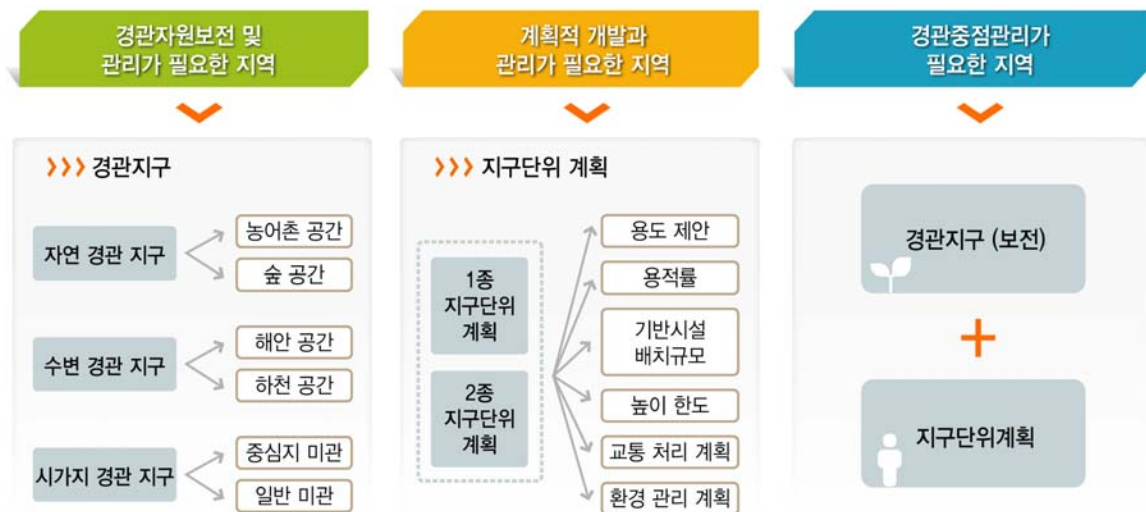 경관자원보전 및
관리가 필요한 지역
계획적 개발과
관리가 필요한 지역
경관중점관리가
필요한 지역
경관지구
자연 경관 지구
농어촌 공간
숲 공간
수변 경관 지구
해안 공간
하천 공간
시가지 경관 지구
중심지 미관
일반 미관
지구단위 계획
1종
지구단위
계획
2종
지구단위
계획
용도 제안
용적률
기반시설
배치규모
높이 한도
교통 처리 계획
환경 관리 계획
경관지구 (보전)
+
지구단위계획